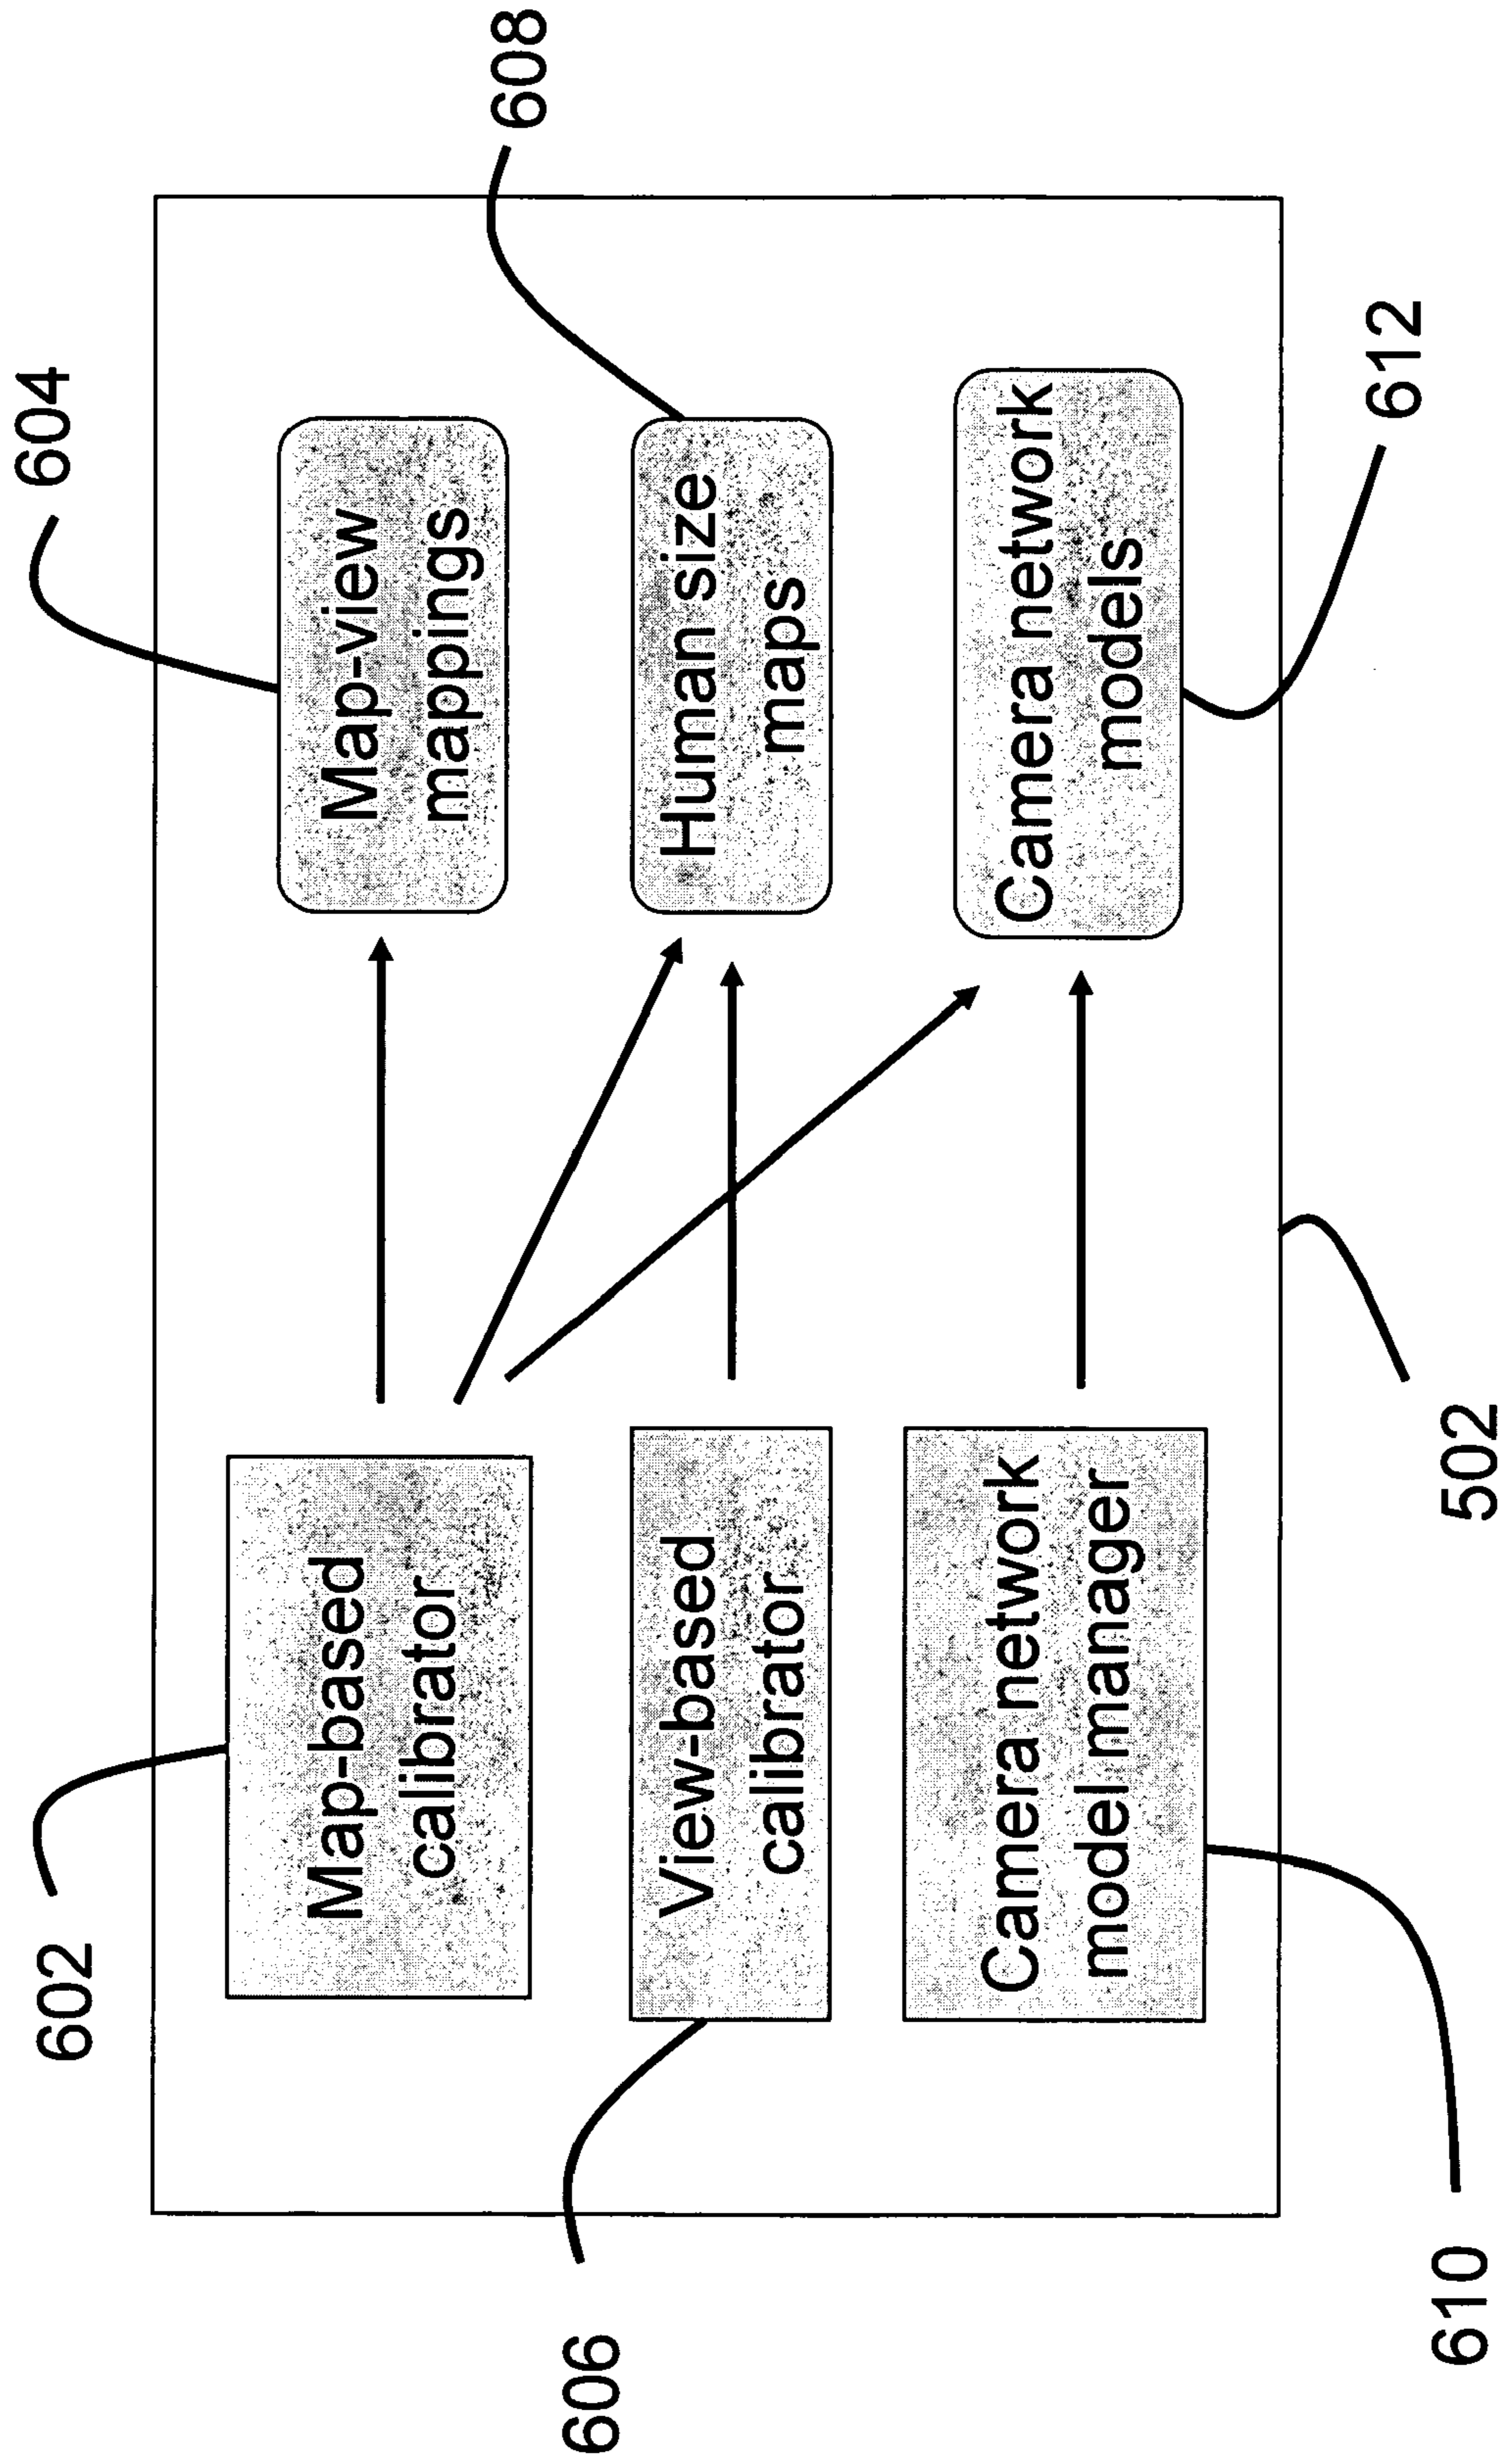 602
604
608
Map-based
calibrator
Map-view
mappings
View-based
calibrator
Human size
maps
Camera network
model manager
Camera network
models
606
610
502
612